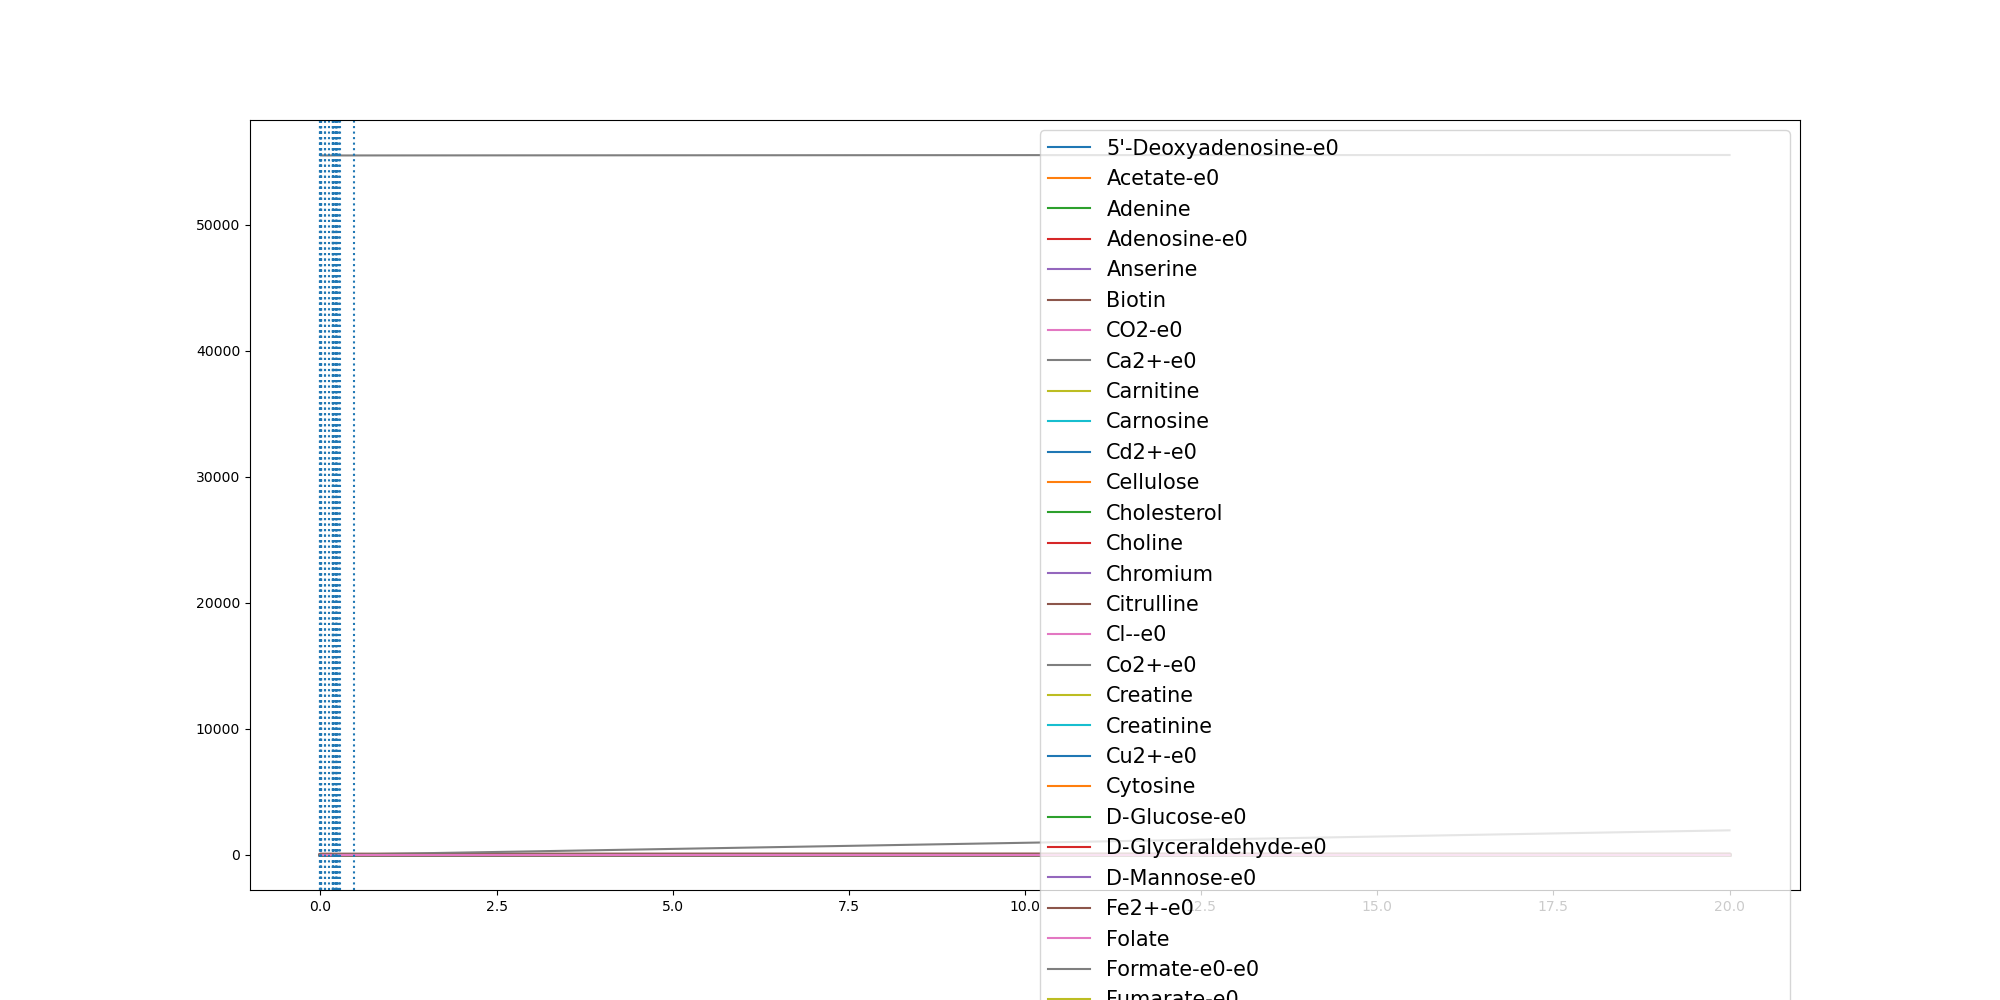 50000
40000
30000
20000
10000
0
0.0
2.5
5.0
7.5
10.0
15.0
17.5
20.0
5'-Deoxyadenosine-e0
Acetate-e0
Adenine
Adenosine-e0
Anserine
Biotin
CO2-e0
Ca2+-e0
Carnitine
Carnosine
Cd2+-e0
Cellulose
Cholesterol
Choline
Chromium
Citrulline
Cl--e0
Co2+-e0
Creatine
Creatinine
Cu2+-e0
Cytosine
D-Glucose-e0
D-Glyceraldehyde-e0
D-Mannose-e0
Fe2+-e0
Folate
Formate-e0-e0
Fumarate-e0